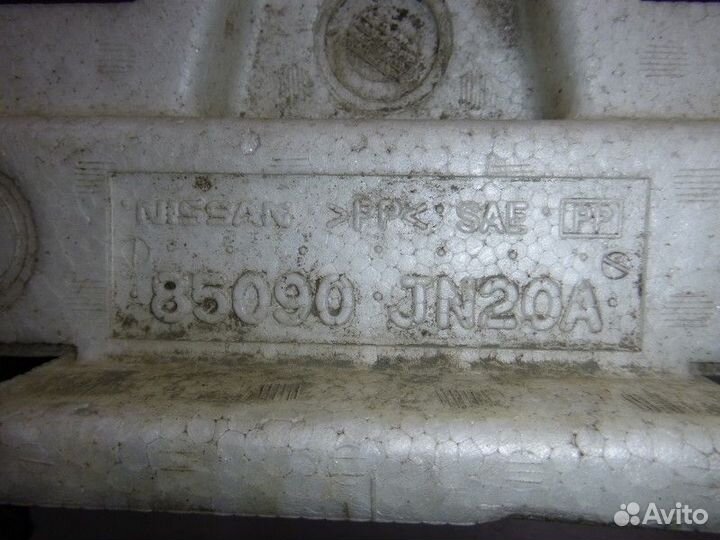 NISSAN >PP< SAE PP
85090 JN20A
Avito